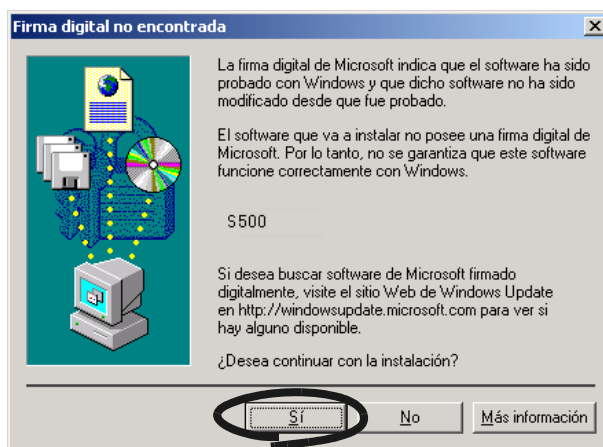 Firma digital no encontrada
La firma digital de Microsoft indica que el software ha sido
probado con Windows y que dicho software no ha sido
modificado desde que fue probado.
El software que va a instalar no posee una firma digital de
Microsoft. Por lo tanto, no se garantiza que este software
funcione correctamente con Windows.
S500
Si desea buscar software de Microsoft firmado
digitalmente, visite el sitio Web de Windows Update
en http://windowsupdate.microsoft.com para ver si
hay alguno disponible.
¿Desea continuar con la instalación?
Sí No Más información